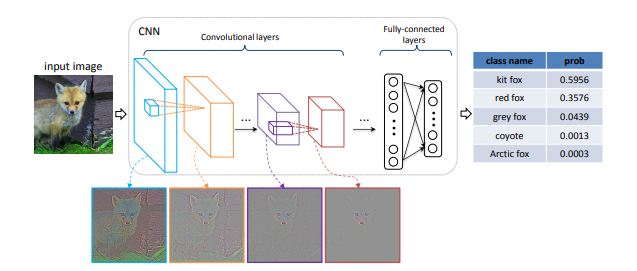 CNN
Convolutional layers
Fully-connected
layers
input image
...
...
class name prob
kit fox 0.5956
red fox 0.3576
grey fox 0.0439
coyote 0.0013
Arctic fox 0.0003